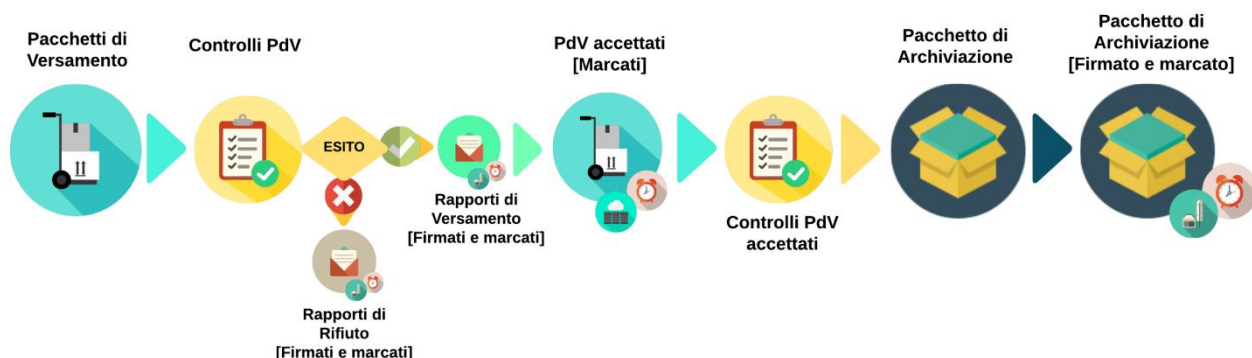 Pacchetti di
Versamento
Controlli PdV
ESITO
Rapporti di
Rifiuto
[Firmati e marcati]
Rapporti di
Versamento
[Firmati e marcati]
PdV accettati
[Marcati]
Controlli PdV
accettati
Pacchetto di
Archiviazione
Pacchetto di
Archiviazione
[Firmato e marcato]